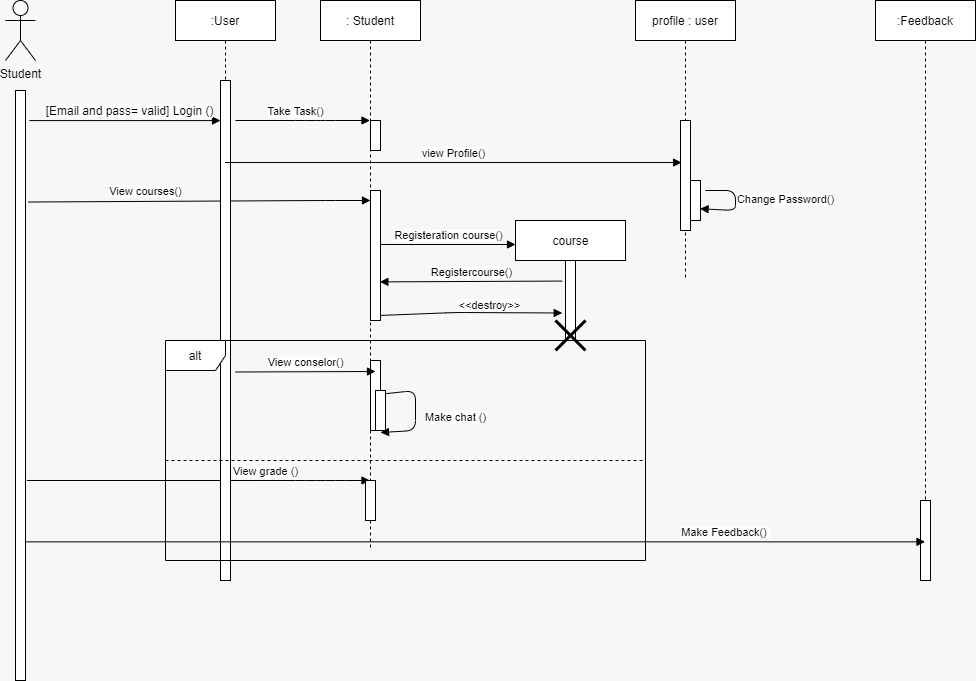 :User
: Student
profile : user
:Feedback
Student
[Email and pass= valid] Login ()
Take Task()
view Profile()
View courses()
Change Password()
Registeration course()
course
Registercourse()
<<destroy>>
alt
View conselor()
Make chat ()
View grade ()
Make Feedback()